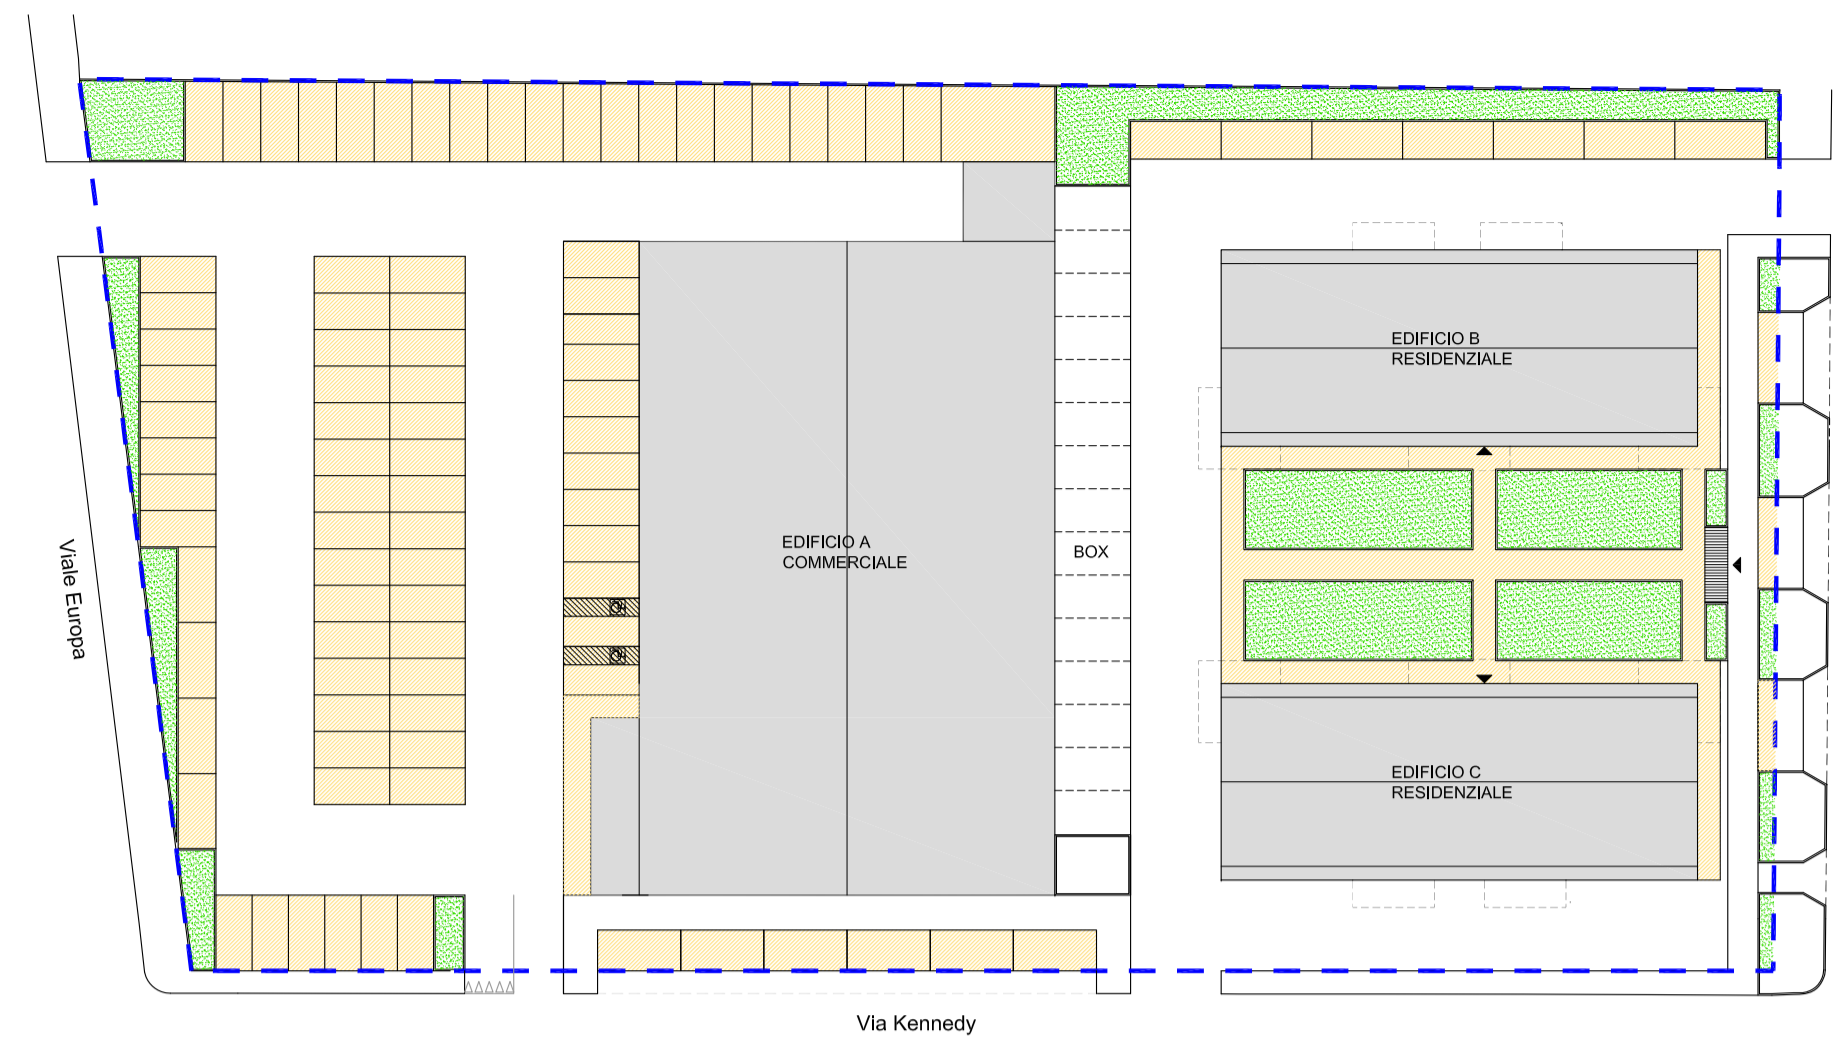 EDIFICIO B
RESIDENZIALE
EDIFICIO A
COMMERCIALE
BOX
Viale Europa
EDIFICIO C
RESIDENZIALE
Via Kennedy